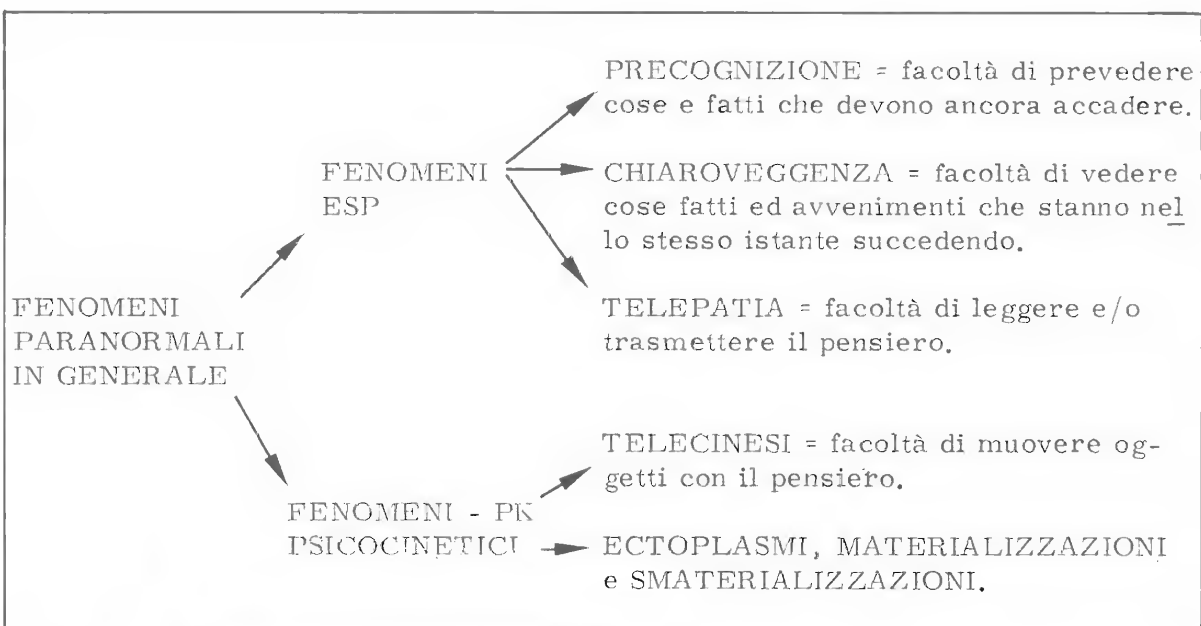 PRECOGNIZIONE = facoltà di prevedere
cose e fatti che devono ancora accadere.
FENOMENI
ESP
CHIAROVEGGENZA = facoltà di vedere
cose fatti ed avvenimenti che stanno nel
lo stesso istante succedendo.
FENOMENI
PARANORMALI
IN GENERALE
TELEPATIA = facoltà di leggere e/o
trasmettere il pensiero.
TELECINESI = facoltà di muovere og-
getti con il pensiero.
FENOMENI - PK
PSICOCINETICI
ECTOPLASMI, MATERIALIZZAZIONI
e SMATERIALIZZAZIONI.